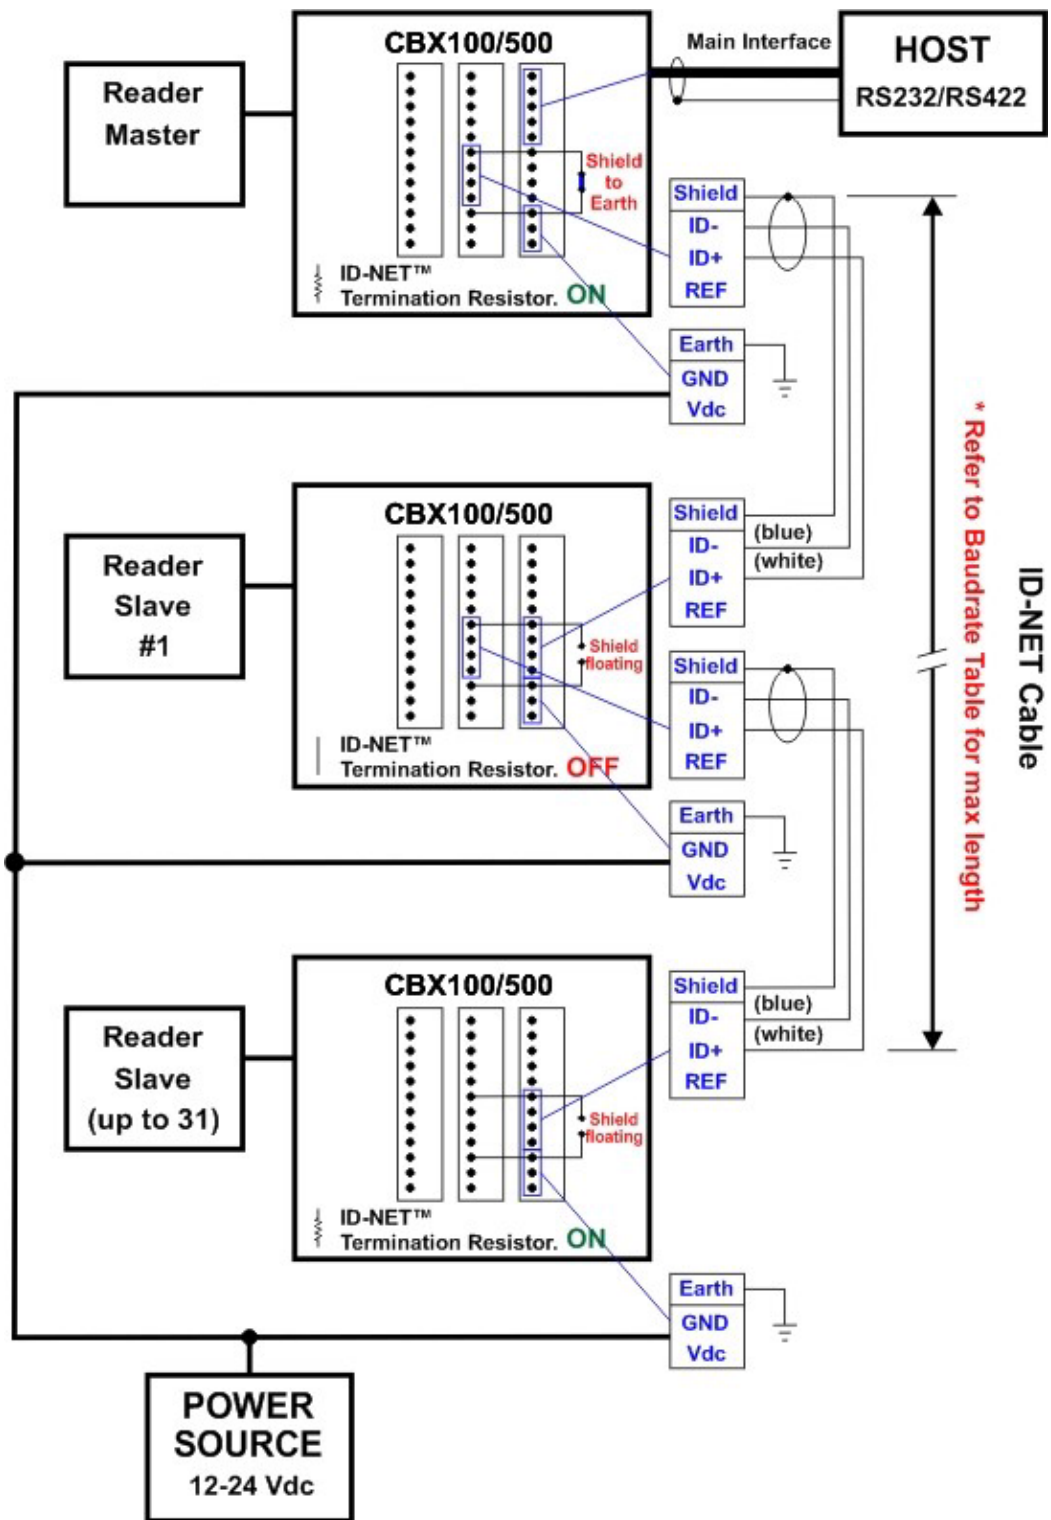 CBX100/500
Main Interface
HOST
RS232/RS422
Reader
Master
Shield
to
Earth
ID-NET™
Termination Resistor. ON
Shield
ID-
ID+
REF
Earth
GND
Vdc
CBX100/500
Reader
Slave
#1
Shield
floating
ID-NET™
Termination Resistor. OFF
Shield
(blue)
ID-
(white)
ID+
REF
Shield
ID-
ID+
REF
Earth
GND
Vdc
ID-NET Cable
* Refer to Baudrate Table for max length
CBX100/500
Reader
Slave
(up to 31)
Shield
floating
ID-NET™
Termination Resistor. ON
Shield
(blue)
ID-
(white)
ID+
REF
Earth
GND
Vdc
POWER
SOURCE
12-24 Vdc